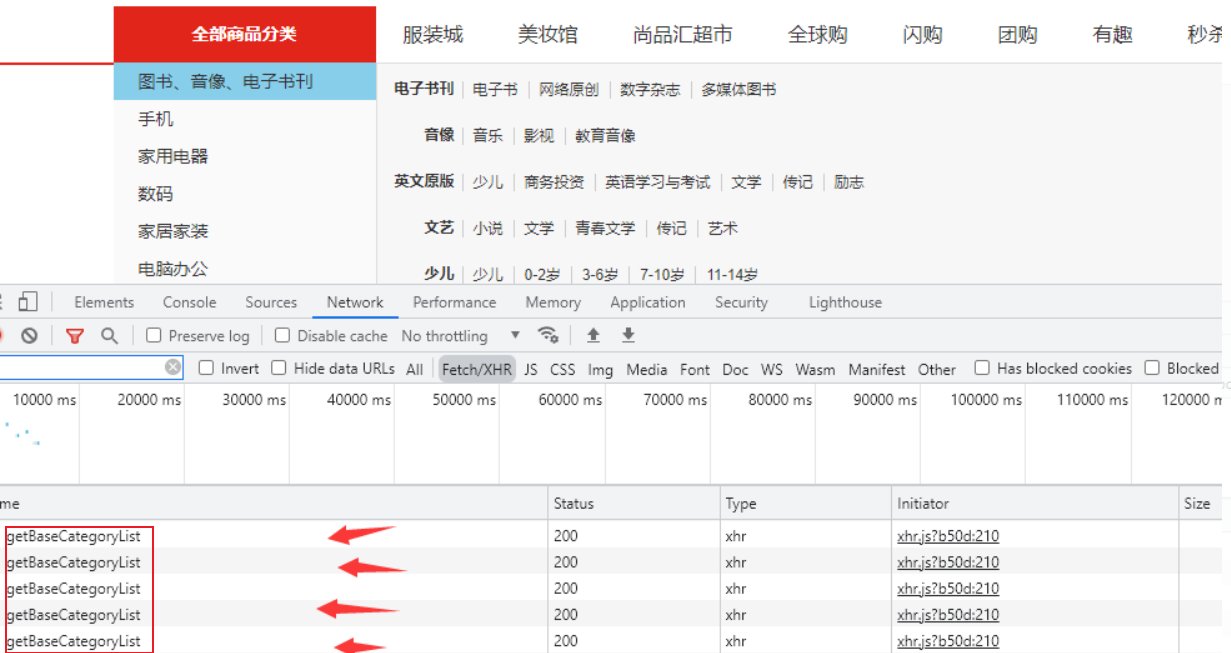 全部商品分类 服装城 美妆馆 尚品汇超市 全球购 闪购 团购 有趣 秒杀
图书、音像、电子书刊
手机
家用电器
数码
家居家装
电脑办公
电子书刊 电子书 网络原创 数字杂志 多媒体图书
音像 音乐 影视 教育音像
英文原版 少儿 商务投资 英语学习与考试 文学 传记 励志
文艺 小说 文学 青春文学 传记 艺术
少儿 少儿 0-2岁 3-6岁 7-10岁 11-14岁
Elements Console Sources Network Performance Memory Application Security Lighthouse
Preserve log Disable cache No throttling
Invert Hide data URLs All Fetch/XHR JS CSS Img Media Font Doc WS Wasm Manifest Other Has blocked cookies Blocked
10000 ms 20000 ms 30000 ms 40000 ms 50000 ms 60000 ms 70000 ms 80000 ms 90000 ms 100000 ms 110000 ms 120000 m
me Status Type Initiator Size
getBaseCategoryList 200 xhr xhr.js?b50d:210
getBaseCategoryList 200 xhr xhr.js?b50d:210
getBaseCategoryList 200 xhr xhr.js?b50d:210
getBaseCategoryList 200 xhr xhr.js?b50d:210
getBaseCategoryList 200 xhr xhr.js?b50d:210